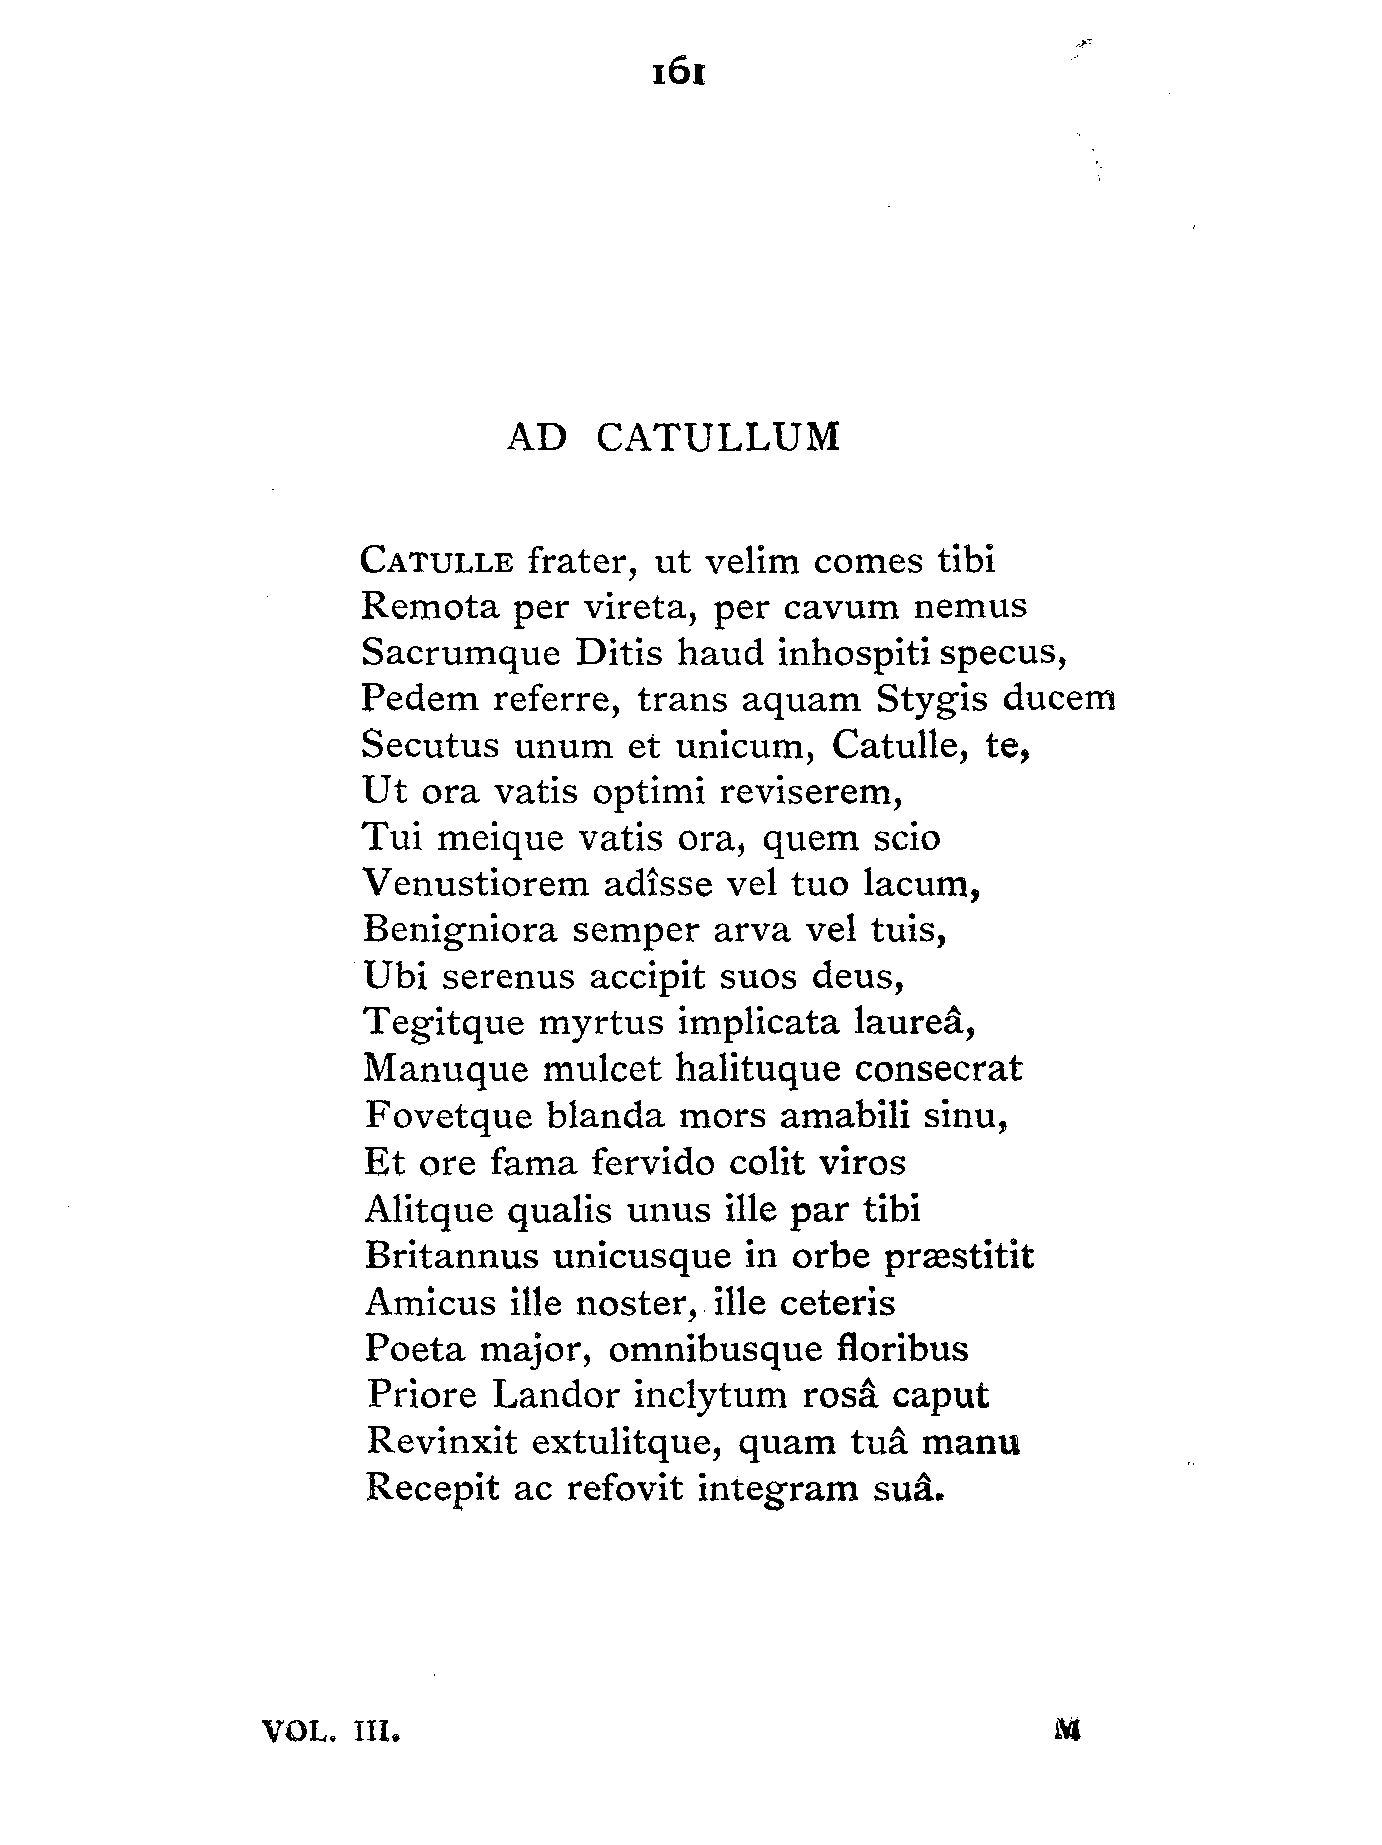 161
AD CATULLUM
CATULLE frater, ut velim comes tibi
Remota per vireta, per cavum nemus
Sacrumque Ditis haud inhospiti specus,
Pedem referre, trans aquam Stygis ducem
Secutus unum et unicum, Catulle, te,
Ut ora vatis optimi reviserem,
Tui meique vatis ora, quem scio
Venustiorem adîsse vel tuo lacum,
Benigniora semper arva vel tuis,
Ubi serenus accipit suos deus,
Tegitque myrtus implicata laureâ,
Manuque mulcet halituque consecrat
Fovetque blanda mors amabili sinu,
Et ore fama fervido colit viros
Alitque qualis unus ille par tibi
Britannus unicusque in orbe præstitit
Amicus ille noster, ille ceteris
Poeta major, omnibusque floribus
Priore Landor inclytum rosâ caput
Revinxit extulitque, quam tuâ manu
Recepit ac refovit integram suâ.
VOL. III. M